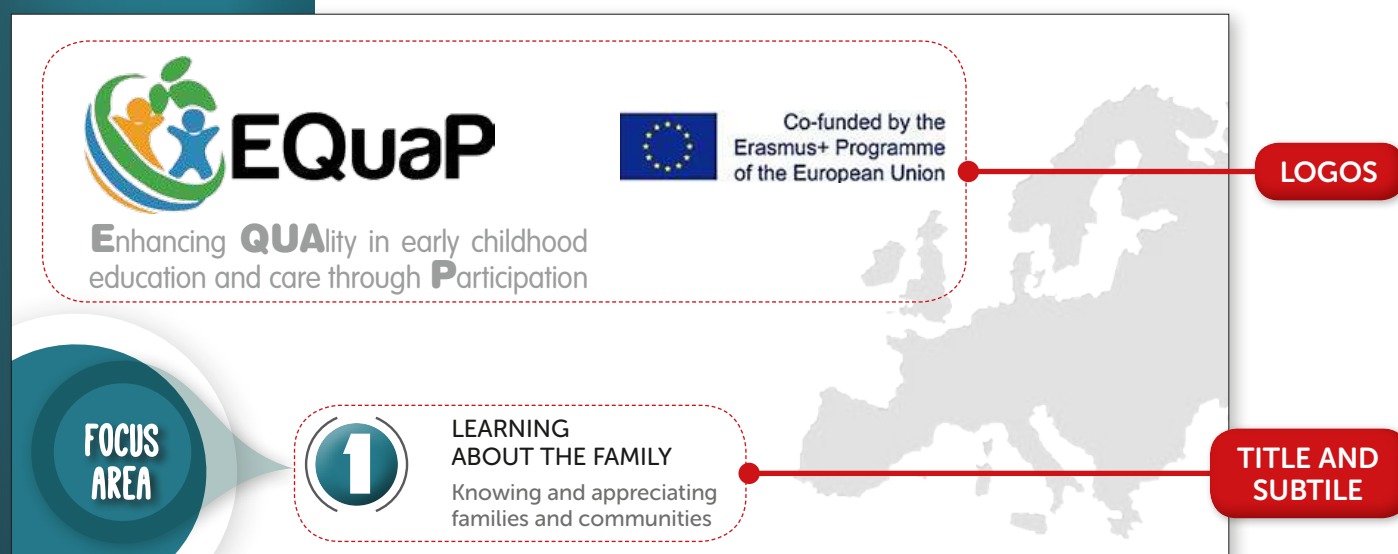 EQuaP
Co-funded by the
Erasmus+ Programme
of the European Union
Enhancing QUAlity in early childhood
education and care through Participation
LOGOS
FOCUS
AREA
1
LEARNING
ABOUT THE FAMILY
Knowing and appreciating
families and communities
TITLE AND
SUBTILE